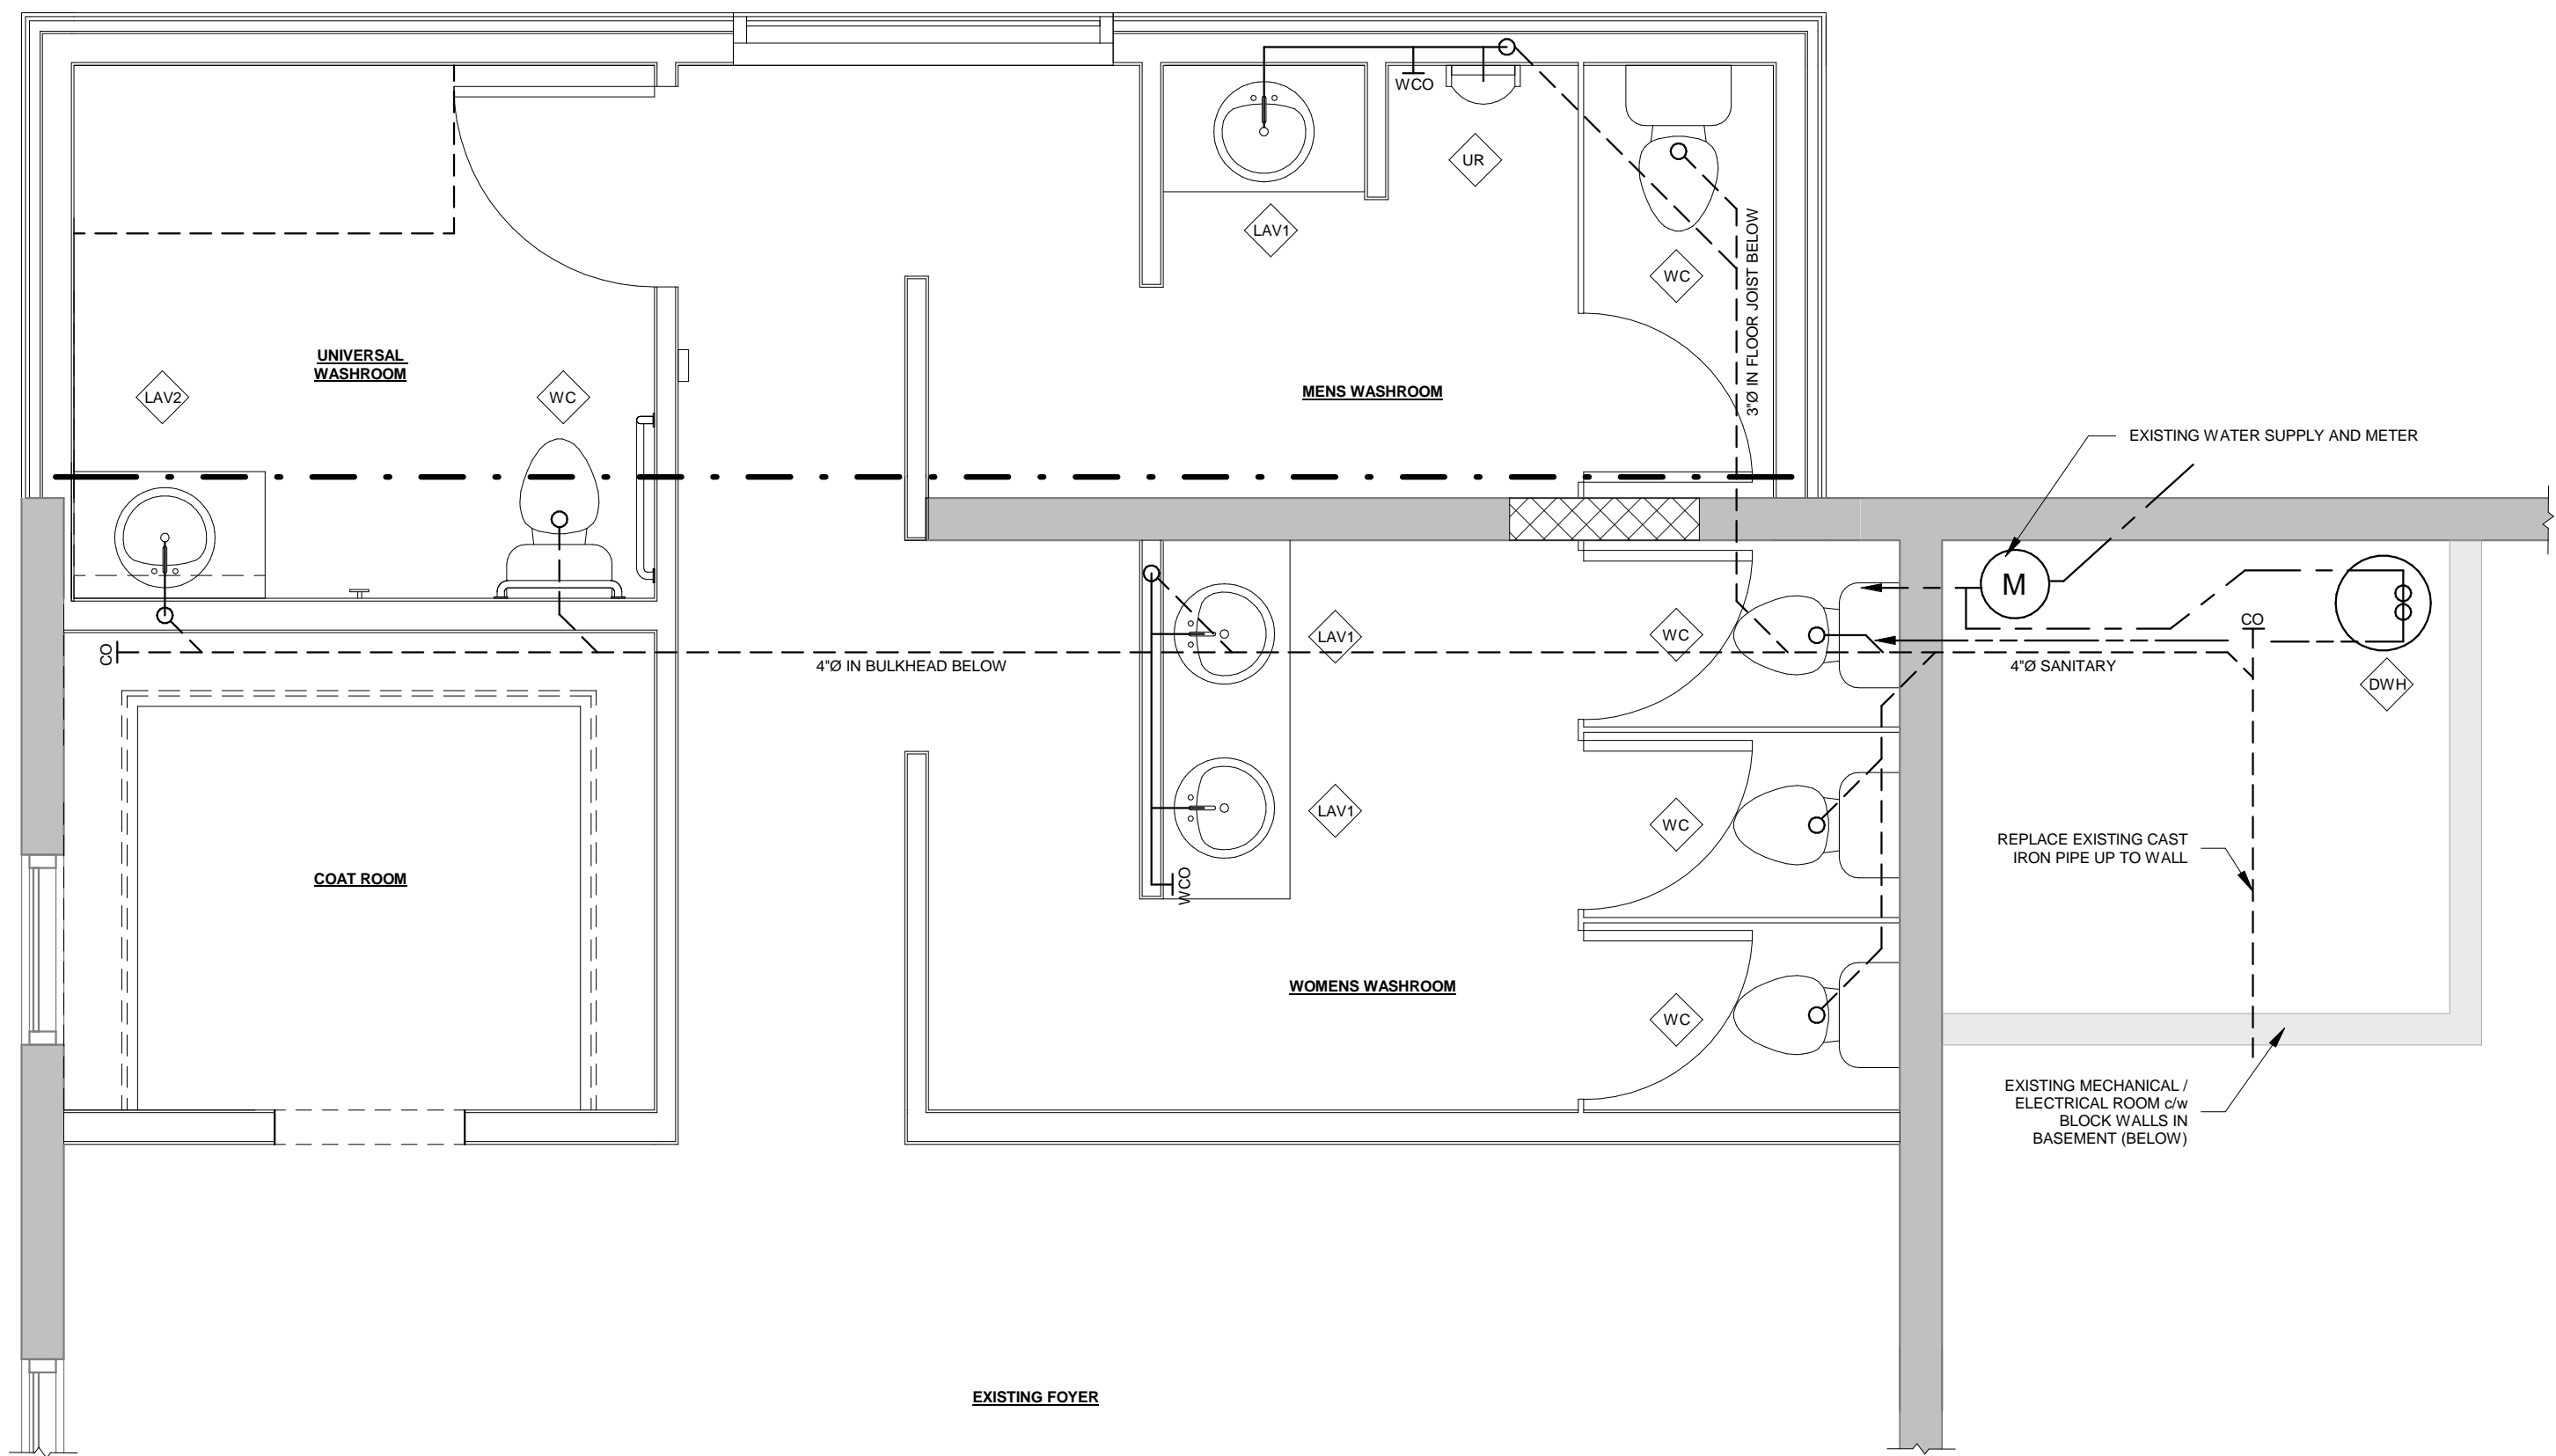 WCO
UR
LAV1
WC
3"Ø IN FLOOR JOIST BELOW
UNIVERSAL
WASHROOM
LAV2
WC
MENS WASHROOM
EXISTING WATER SUPPLY AND METER
M
CO
CO
LAV1
WC
4"Ø IN BULKHEAD BELOW
4"Ø SANITARY
DWH
LAV1
WC
WCO
COAT ROOM
REPLACE EXISTING CAST
IRON PIPE UP TO WALL
WOMENS WASHROOM
WC
EXISTING MECHANICAL /
ELECTRICAL ROOM c/w
BLOCK WALLS IN
BASEMENT (BELOW)
EXISTING FOYER